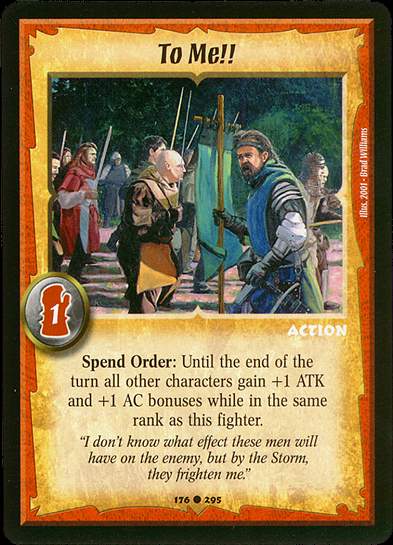 To Me!!
Illus. 2001 • Brad Williams
1
ACTION
Spend Order: Until the end of the
turn all other characters gain +1 ATK
and +1 AC bonuses while in the same
rank as this fighter.
“I don’t know what effect these men will
have on the enemy, but by the Storm,
they frighten me.”
176 ● 295